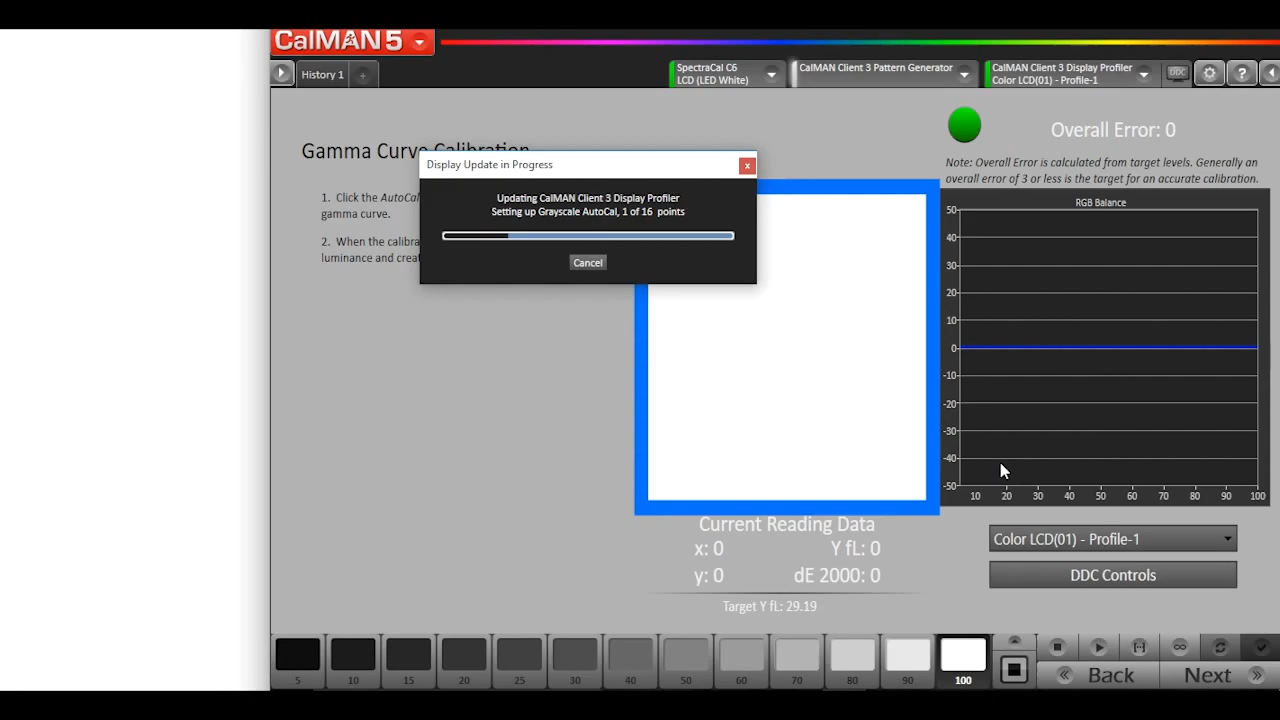 CalMAN 5
History 1
+
SpectraCal C6
LCD (LED White)
CalMAN Client 3 Pattern Generator
CalMAN Client 3 Display Profiler
Color LCD(01) - Profile-1
DDC
?
Gamma Curve Calibration
Overall Error: 0
Note: Overall Error is calculated from target levels. Generally an
overall error of 3 or less is the target for an accurate calibration.
1. Click the AutoCal
gamma curve.
2. When the calibra
luminance and creat
Display Update in Progress
x
Updating CalMAN Client 3 Display Profiler
Setting up Grayscale AutoCal, 1 of 16 points
Cancel
RGB Balance
50
40
30
20
10
0
-10
-20
-30
-40
-50
10 20 30 40 50 60 70 80 90 100
Current Reading Data
x: 0 Y fL: 0
y: 0 dE 2000: 0
Target Y fL: 29.19
Color LCD(01) - Profile-1
DDC Controls
5 10 15 20 25 30 40 50 60 70 80 90 100
Back Next